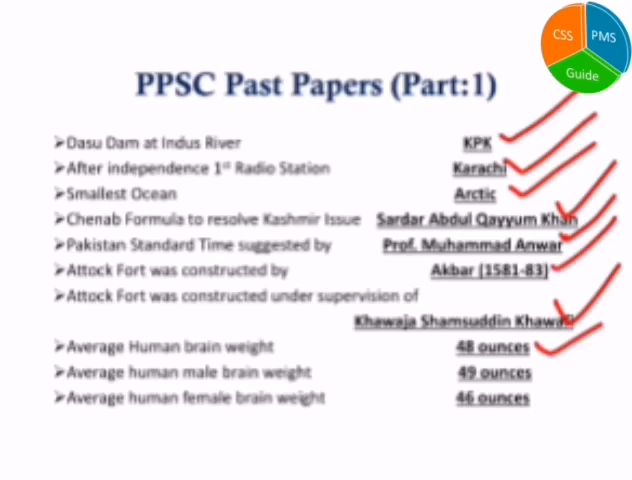 CSS PMS
Guide
PPSC Past Papers (Part:1)
➢Dasu Dam at Indus River KPK
➢After independence 1st Radio Station Karachi
➢Smallest Ocean Arctic
➢Chenab Formula to resolve Kashmir Issue Sardar Abdul Qayyum Khan
➢Pakistan Standard Time suggested by Prof. Muhammad Anwar
➢Attock Fort was constructed by Akbar (1581-83)
➢Attock Fort was constructed under supervision of
Khawaja Shamsuddin
➢Average Human brain weight 48 ounces
➢Average human male brain weight 49 ounces
➢Average human female brain weight 46 ounces